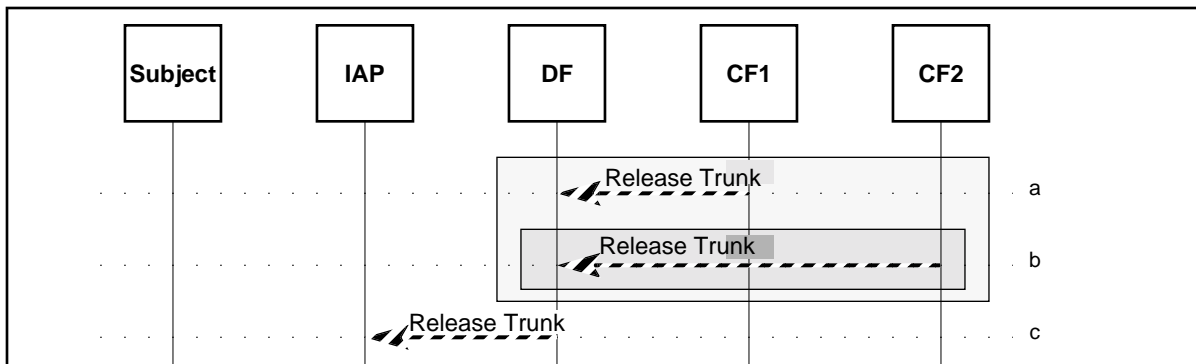 Subject IAP DF CF1 CF2
Release Trunk a
Release Trunk b
Release Trunk c